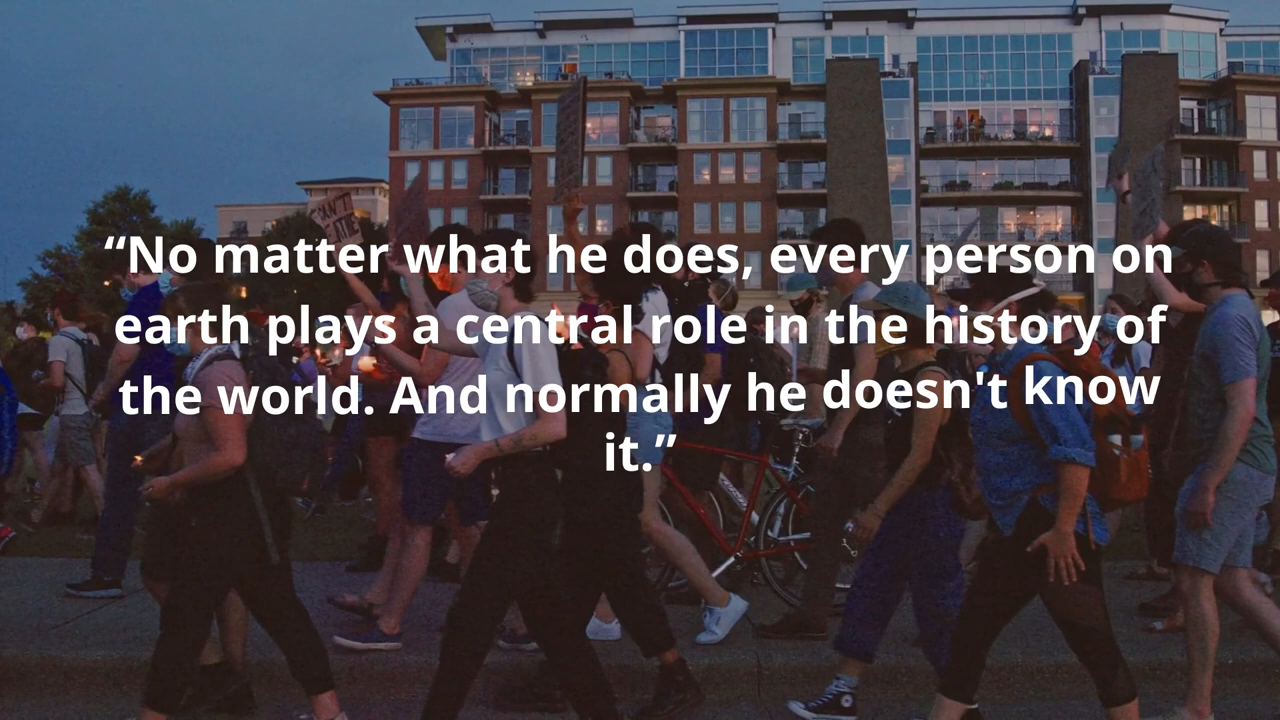 CAN'T
“No matter what he does, every person on
earth plays a central role in the history of
the world. And normally he doesn't know
it.”